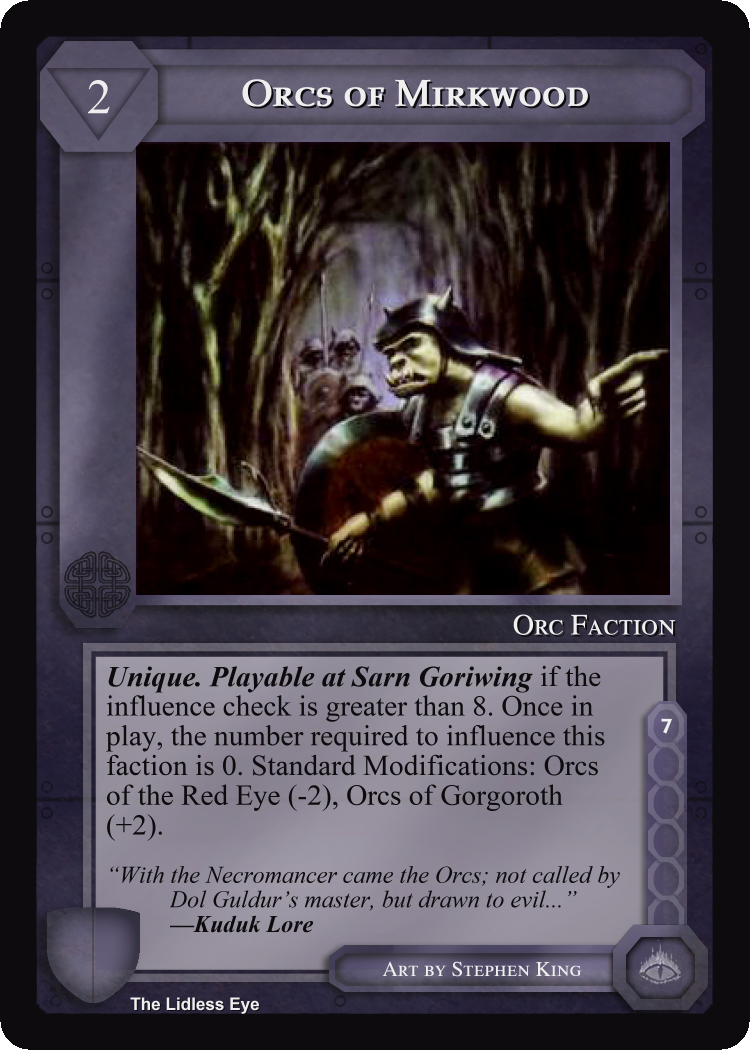 2
Orcs of Mirkwood
Orc Faction
Unique. Playable at Sarn Goriwing if the
influence check is greater than 8. Once in
play, the number required to influence this
faction is 0. Standard Modifications: Orcs
of the Red Eye (-2), Orcs of Gorgoroth
(+2).
7
“With the Necromancer came the Orcs; not called by
Dol Guldur’s master, but drawn to evil...”
—Kuduk Lore
Art by Stephen King
The Lidless Eye